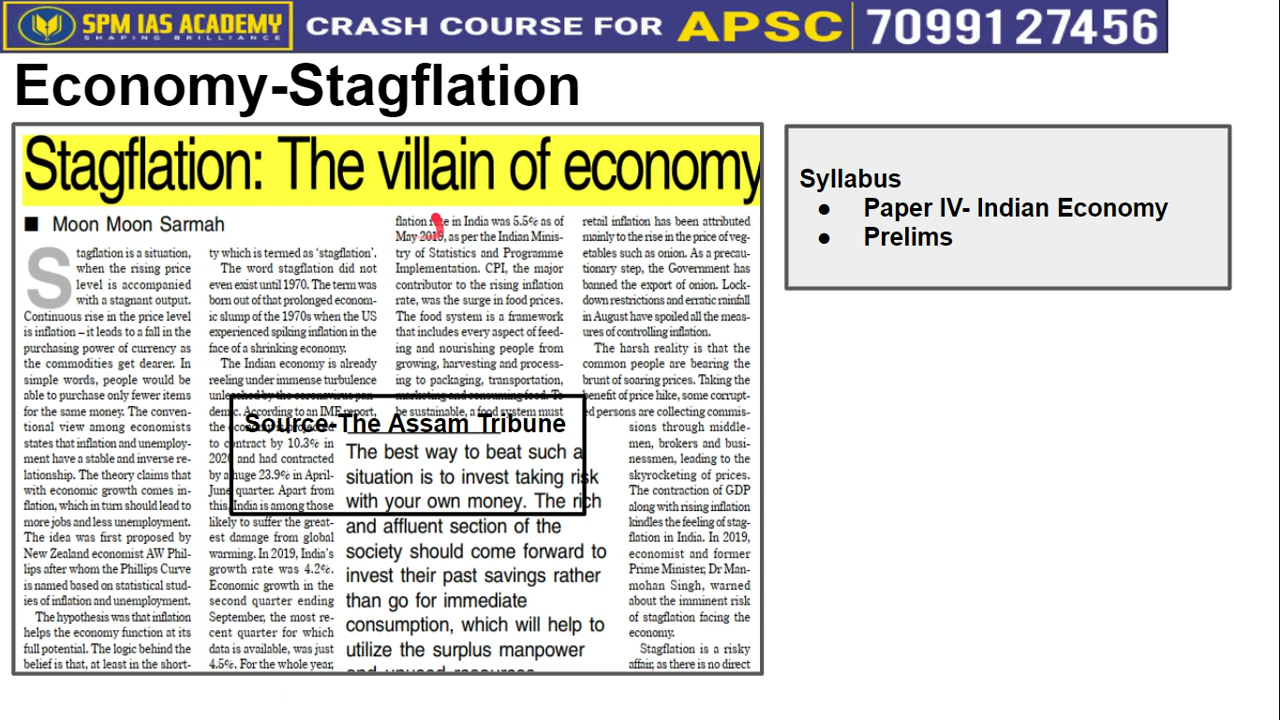 SPM IAS ACADEMY
SHAPING BRILLIANCE
CRASH COURSE FOR APSC 70991 27456
Economy-Stagflation
Stagflation: The villain of economy
Moon Moon Sarmah
Stagflation is a situation,
when the rising price
level is accompanied
with a stagnant output.
Continuous rise in the price level
is inflation – it leads to a fall in the
purchasing power of currency as
the commodities get dearer. In
simple words, people would be
able to purchase only fewer items
for the same money. The conven-
tional view among economists
states that inflation and unemploy-
ment have a stable and inverse re-
lationship. The theory claims that
with economic growth comes in-
flation, which in turn should lead to
more jobs and less unemployment.
The idea was first proposed by
New Zealand economist AW Phil-
lips after whom the Phillips Curve
is named based on statistical stud-
ies of inflation and unemployment.
The hypothesis was that inflation
helps the economy function at its
full potential. The logic behind the
belief is that, at least in the short-
ty which is termed as ‘stagflation’.
The word stagflation did not
even exist until 1970. The term was
born out of that prolonged econom-
ic slump of the 1970s when the US
experienced spiking inflation in the
face of a shrinking economy.
The Indian economy is already
reeling under immense turbulence
unleashed by the coronavirus pan-
demic. According to an IMF report,
the economy is projected
to contract by 10.3% in
2020 and had contracted
by a huge 23.9% in April-
June quarter. Apart from
this, India is among those
likely to suffer the great-
est damage from global
warming. In 2019, India’s
growth rate was 4.2%.
Economic growth in the
second quarter ending
September, the most re-
cent quarter for which
data is available, was just
4.5%. For the whole year,
flation rate in India was 5.5% as of
May 2019, as per the Indian Minis-
try of Statistics and Programme
Implementation. CPI, the major
contributor to the rising inflation
rate, was the surge in food prices.
The food system is a framework
that includes every aspect of feed-
ing and nourishing people from
growing, harvesting and process-
ing to packaging, transportation,
marketing and consuming food. To
be sustainable, a food system must
Source-The Assam Tribune
The best way to beat such a
situation is to invest taking risk
with your own money. The rich
and affluent section of the
society should come forward to
invest their past savings rather
than go for immediate
consumption, which will help to
utilize the surplus manpower
and unused resources
retail inflation has been attributed
mainly to the rise in the price of veg-
etables such as onion. As a precau-
tionary step, the Government has
banned the export of onion. Lock-
down restrictions and erratic rainfall
in August have spoiled all the meas-
ures of controlling inflation.
The harsh reality is that the
common people are bearing the
brunt of soaring prices. Taking the
benefit of price hike, some corrupt-
ed persons are collecting commis-
sions through middle-
men, brokers and busi-
nessmen, leading to the
skyrocketing of prices.
The contraction of GDP
along with rising inflation
kindles the feeling of stag-
flation in India. In 2019,
economist and former
Prime Minister, Dr Man-
mohan Singh, warned
about the imminent risk
of stagflation facing the
economy.
Stagflation is a risky
affair, as there is no direct
Syllabus
● Paper IV- Indian Economy
● Prelims